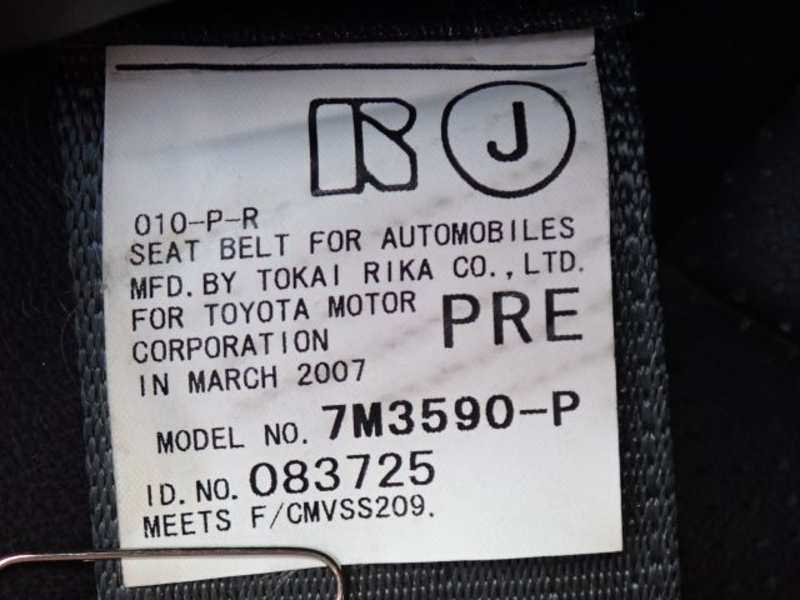 R J
010-P-R
SEAT BELT FOR AUTOMOBILES
MFD. BY TOKAI RIKA CO., LTD.
FOR TOYOTA MOTOR
CORPORATION PRE
IN MARCH 2007
MODEL NO. 7M3590-P
ID. NO. 083725
MEETS F/CMVSS209.